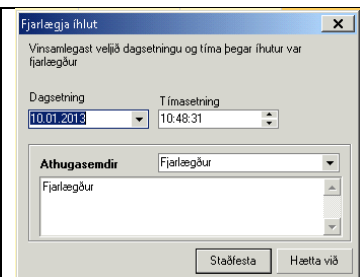 Fjarlægja íhlut
Vinsamlegast veljið dagsetningu og tíma þegar íhutur var
fjarlægður
Dagsetning
Tímasetning
10.01.2013
10:48:31
Athugasemdir
Fjarlægður
Fjarlægður
Staðfesta
Hætta við